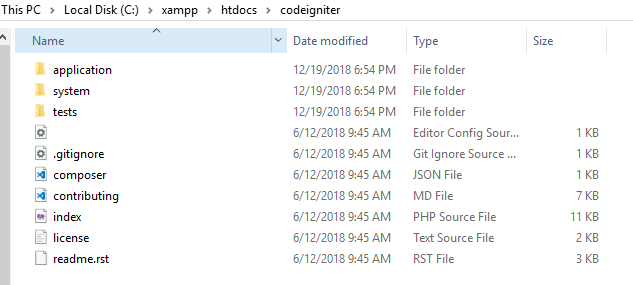 This PC > Local Disk (C:) > xampp > htdocs > codeigniter
Name Date modified Type Size
application 12/19/2018 6:54 PM File folder
system 12/19/2018 6:54 PM File folder
tests 12/19/2018 6:54 PM File folder
6/12/2018 9:45 AM Editor Config Sour... 1 KB
.gitignore 6/12/2018 9:45 AM Git Ignore Source ... 1 KB
composer 6/12/2018 9:45 AM JSON File 1 KB
contributing 6/12/2018 9:45 AM MD File 7 KB
index 6/12/2018 9:45 AM PHP Source File 11 KB
license 6/12/2018 9:45 AM Text Source File 2 KB
readme.rst 6/12/2018 9:45 AM RST File 3 KB